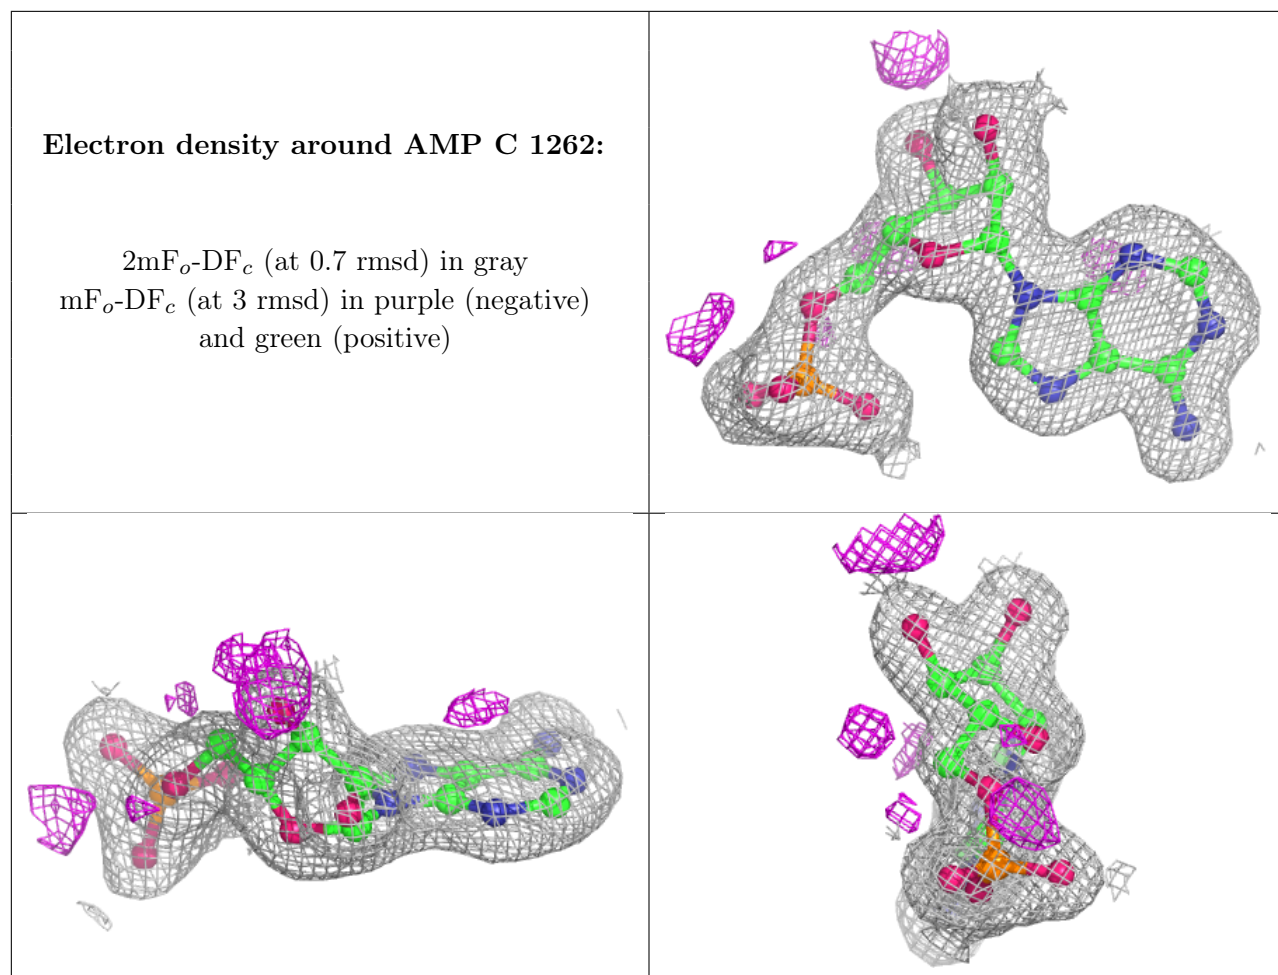 Electron density around AMP C 1262:
2mFo-DFc (at 0.7 rmsd) in gray
mFo-DFc (at 3 rmsd) in purple (negative)
and green (positive)